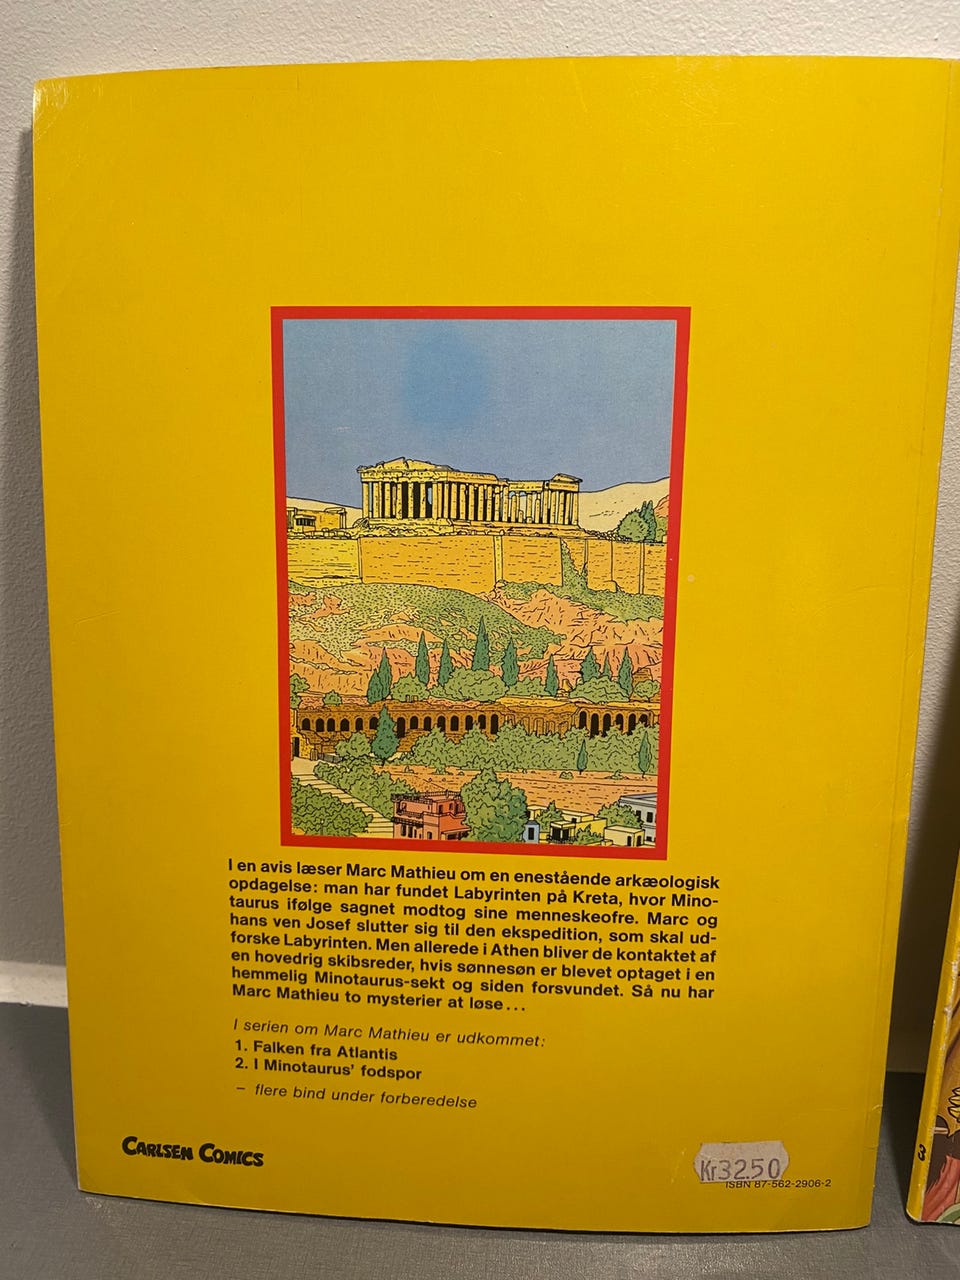 I en avis læser Marc Mathieu om en enestående arkæologisk
opdagelse: man har fundet Labyrinten på Kreta, hvor Mino-
taurus ifølge sagnet modtog sine menneskeofre. Marc og
hans ven Josef slutter sig til den ekspedition, som skal ud-
forske Labyrinten. Men allerede i Athen bliver de kontaktet af
en hovedrig skibsreder, hvis sønnesøn er blevet optaget i en
hemmelig Minotaurus-sekt og siden forsvundet. Så nu har
Marc Mathieu to mysterier at løse...
I serien om Marc Mathieu er udkommet:
1. Falken fra Atlantis
2. I Minotaurus' fodspor
– flere bind under forberedelse
CARLSEN COMICS
Kr32.50
ISBN 87-562-2906-2
3